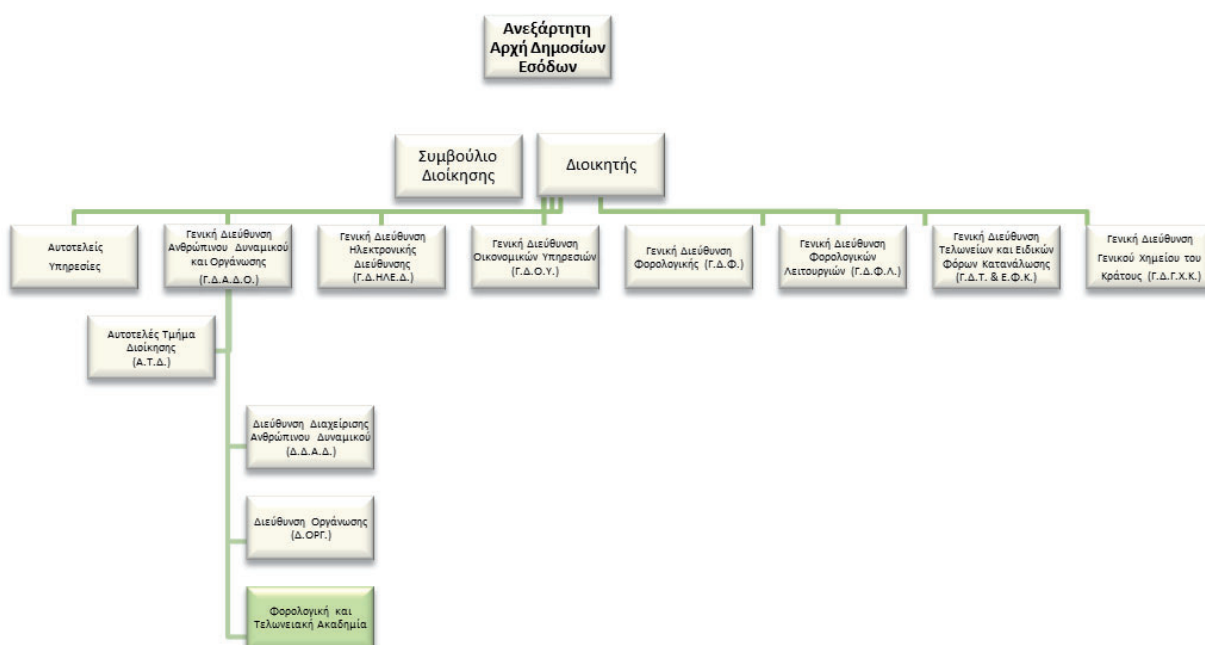 Ανεξάρτητη
Αρχή Δημοσίων
Εσόδων
Συμβούλιο
Διοίκησης
Διοικητής
Αυτοτελείς
Υπηρεσίες
Γενική Διεύθυνση
Ανθρώπινου Δυναμικού
και Οργάνωσης
(Γ.Δ.Α.Δ.Ο.)
Γενική Διεύθυνση
Ηλεκτρονικής
Διεύθυνσης
(Γ.Δ.ΗΛΕ.Δ.)
Γενική Διεύθυνση
Οικονομικών Υπηρεσιών
(Γ.Δ.Ο.Υ.)
Γενική Διεύθυνση
Φορολογικής (Γ.Δ.Φ.)
Γενική Διεύθυνση
Φορολογικών
Λειτουργιών (Γ.Δ.Φ.Λ.)
Γενική Διεύθυνση
Τελωνείων και Ειδικών
Φόρων Κατανάλωσης
(Γ.Δ.Τ. & Ε.Φ.Κ.)
Γενική Διεύθυνση
Γενικού Χημείου του
Κράτους (Γ.Δ.Γ.Χ.Κ.)
Αυτοτελές Τμήμα
Διοίκησης
(Α.Τ.Δ.)
Διεύθυνση Διαχείρισης
Ανθρώπινου Δυναμικού
(Δ.Δ.Α.Δ.)
Διεύθυνση Οργάνωσης
(Δ.ΟΡΓ.)
Φορολογική και
Τελωνειακή Ακαδημία